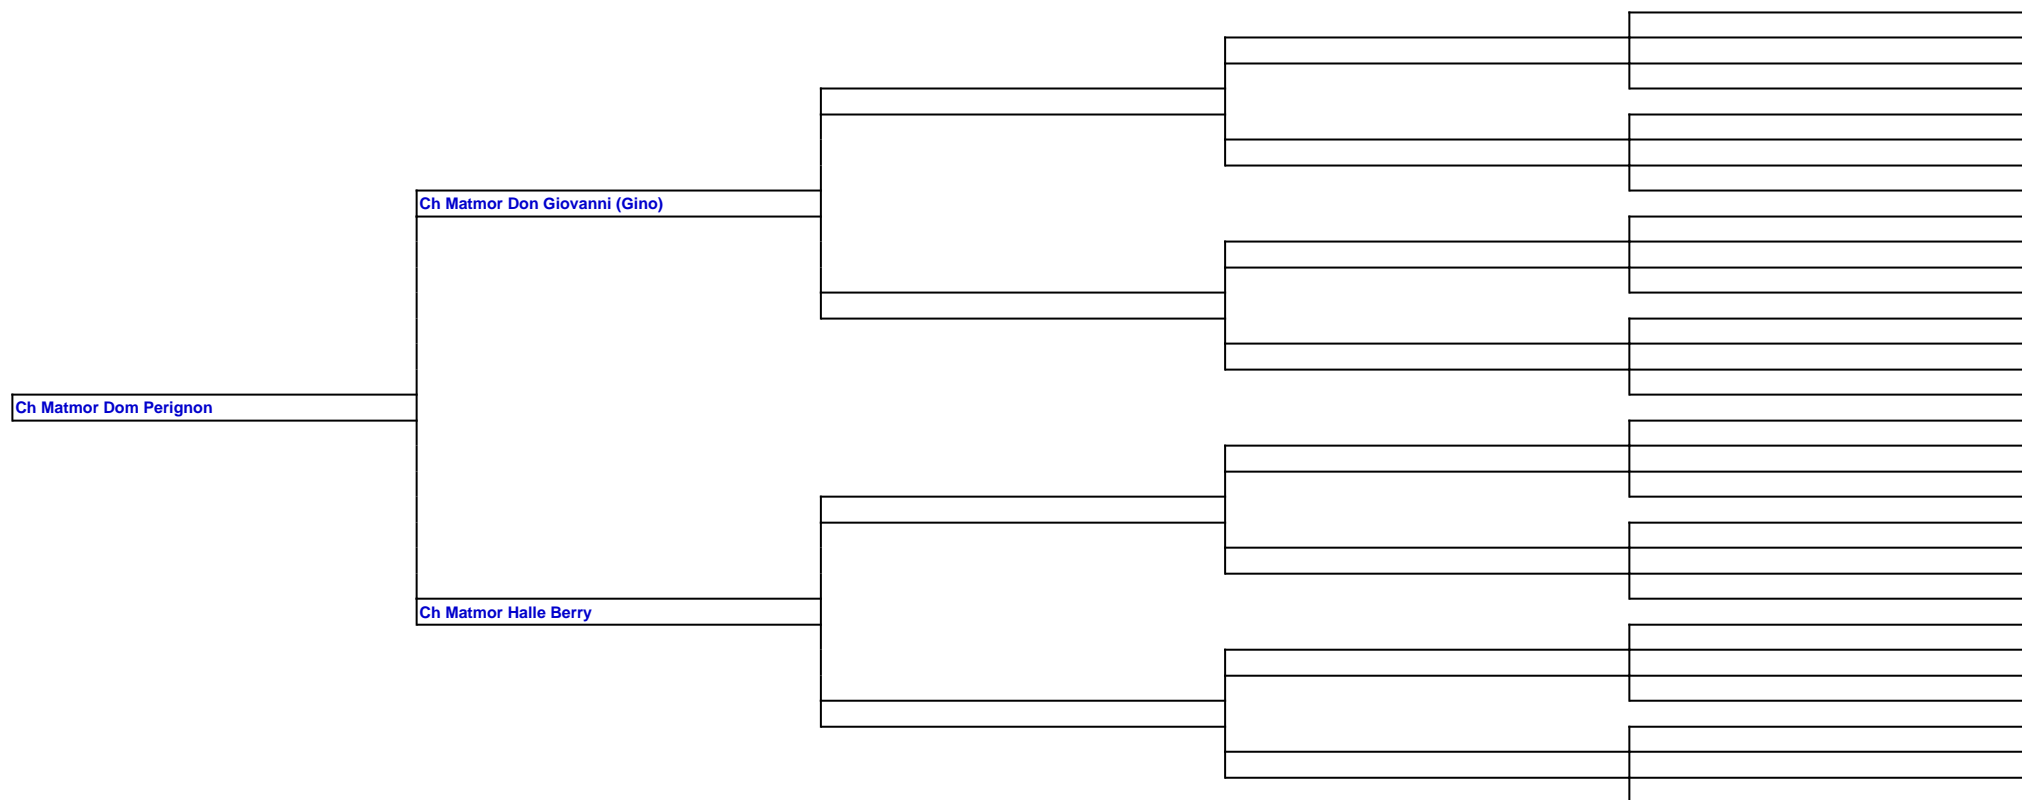 Ch Matmor Don Giovanni (Gino)
Ch Matmor Dom Perignon
Ch Matmor Halle Berry